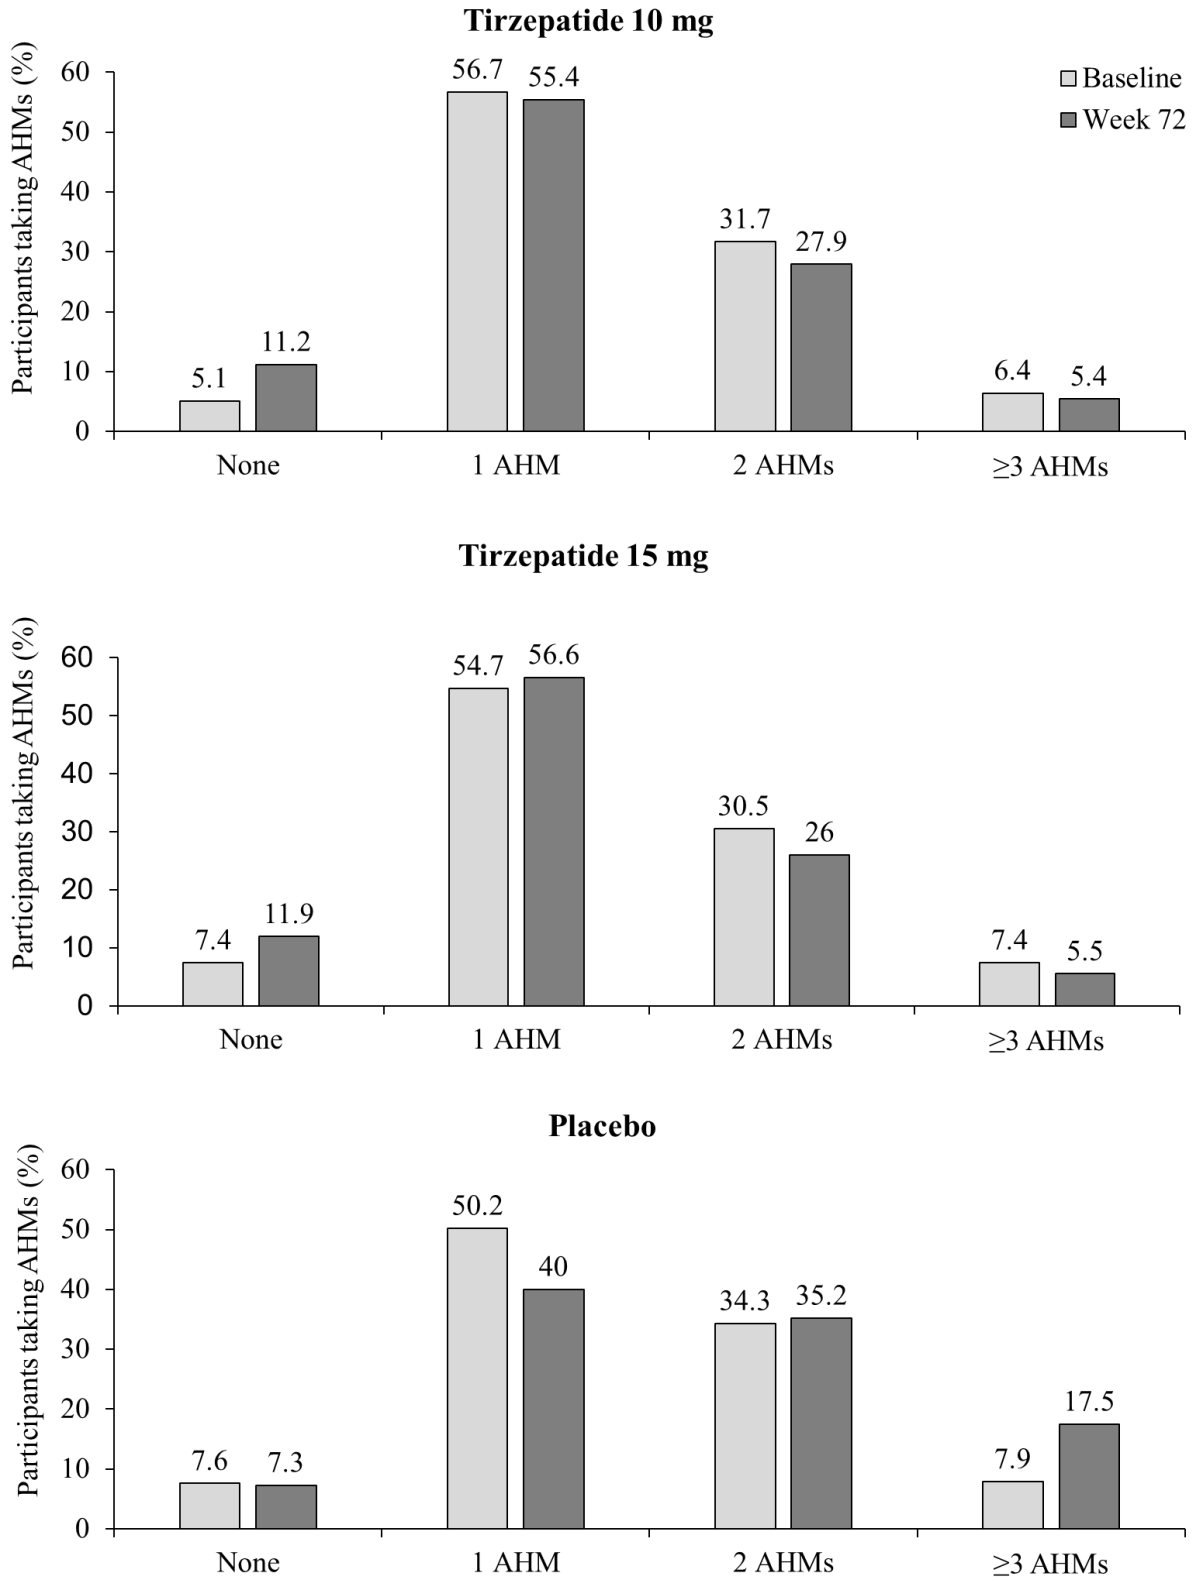 Tirzepatide 10 mg
Participants taking AHMs (%)
60
50
40
30
20
10
0
56.7
55.4
31.7
27.9
5.1
11.2
6.4
5.4
Baseline
Week 72
None
1 AHM
2 AHMs
≥3 AHMs
Tirzepatide 15 mg
Participants taking AHMs (%)
60
50
40
30
20
10
0
54.7
56.6
30.5
26
7.4
11.9
7.4
5.5
None
1 AHM
2 AHMs
≥3 AHMs
Placebo
Participants taking AHMs (%)
60
50
40
30
20
10
0
50.2
40
34.3
35.2
7.6
7.3
7.9
17.5
None
1 AHM
2 AHMs
≥3 AHMs